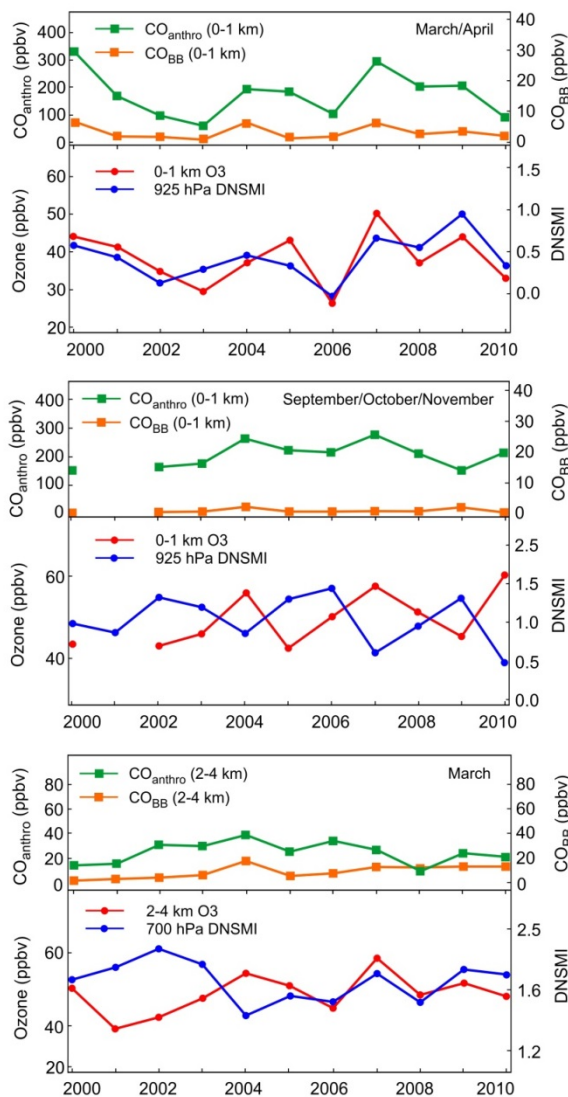 CO_anthro (0-1 km)
CO_BB (0-1 km)
March/April
CO_anthro (ppbv)
400
300
200
100
0
CO_BB (ppbv)
40
30
20
10
0
0-1 km O3
925 hPa DNSMI
Ozone (ppbv)
60
50
40
30
20
DNSMI
1.5
1.0
0.5
0.0
2000 2002 2004 2006 2008 2010
CO_anthro (0-1 km)
CO_BB (0-1 km)
September/October/November
CO_anthro (ppbv)
400
300
200
100
0
CO_BB (ppbv)
40
30
20
10
0
0-1 km O3
925 hPa DNSMI
Ozone (ppbv)
60
40
DNSMI
2.5
1.5
1.0
0.5
0.0
2000 2002 2004 2006 2008 2010
CO_anthro (2-4 km)
CO_BB (2-4 km)
March
CO_anthro (ppbv)
80
60
40
20
0
CO_BB (ppbv)
80
60
40
20
0
2-4 km O3
700 hPa DNSMI
Ozone (ppbv)
60
40
20
DNSMI
2.5
1.6
1.2
2000 2002 2004 2006 2008 2010